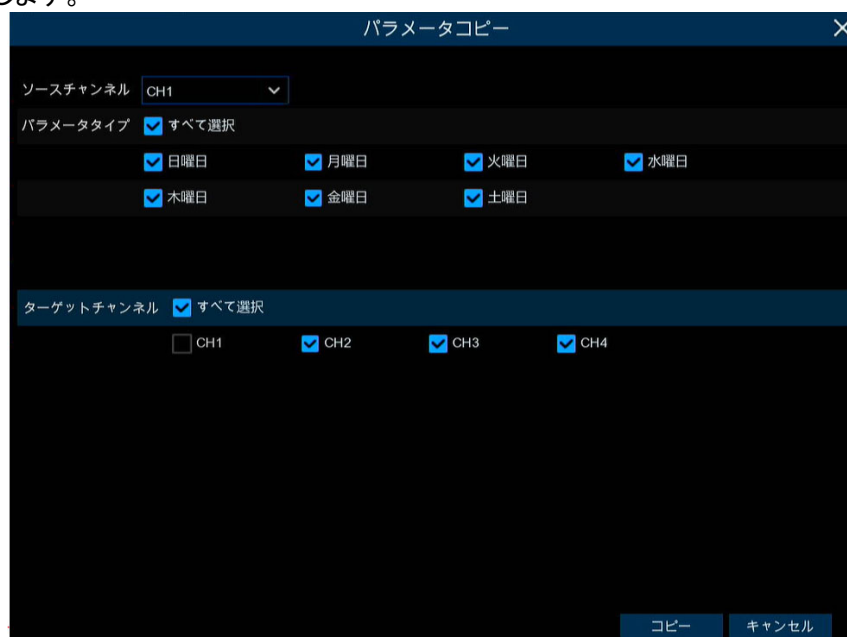 します。
パラメータコピー
ソースチャンネル CH1
パラメータタイプ すべて選択
日曜日 月曜日 火曜日 水曜日
木曜日 金曜日 土曜日
ターゲットチャンネル すべて選択
CH1 CH2 CH3 CH4
コピー キャンセル